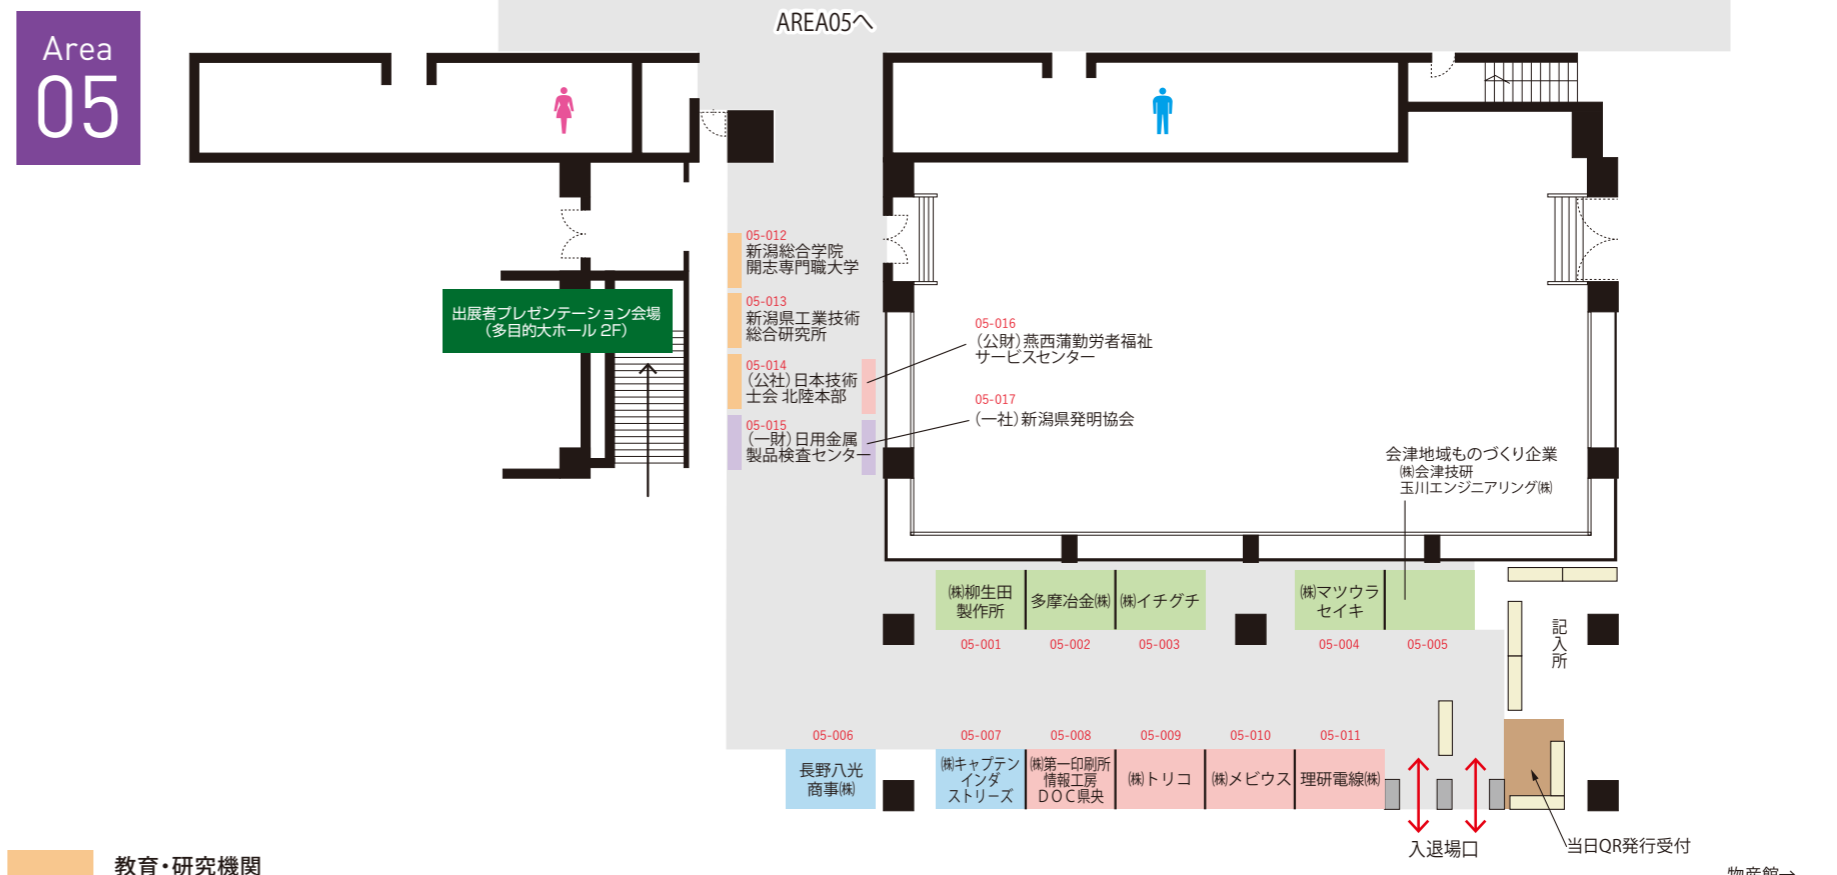 Area
05
AREA05へ
05-012
新潟総合学院
開志専門職大学
05-013
新潟県工業技術
総合研究所
05-014
(公社)日本技術
士会 北陸本部
05-015
(一財)日用金属
製品検査センター
出展者プレゼンテーション会場
(多目的大ホール 2F)
05-016
(公財)燕西蒲勤労者福祉
サービスセンター
05-017
(一社)新潟県発明協会
会津地域ものづくり企業
㈱会津技研
玉川エンジニアリング㈱
㈱柳生田
製作所
多摩冶金㈱
㈱イチグチ
㈱マツウラ
セイキ
05-001
05-002
05-003
05-004
05-005
記入所
05-006
05-007
05-008
05-009
05-010
05-011
長野八光
商事㈱
㈱キャプテン
インダ
ストリーズ
㈱第一印刷所
情報工房
DOC県央
㈱トリコ
㈱メビウス
理研電線㈱
入退場口
当日QR発行受付
教育・研究機関
物産館→